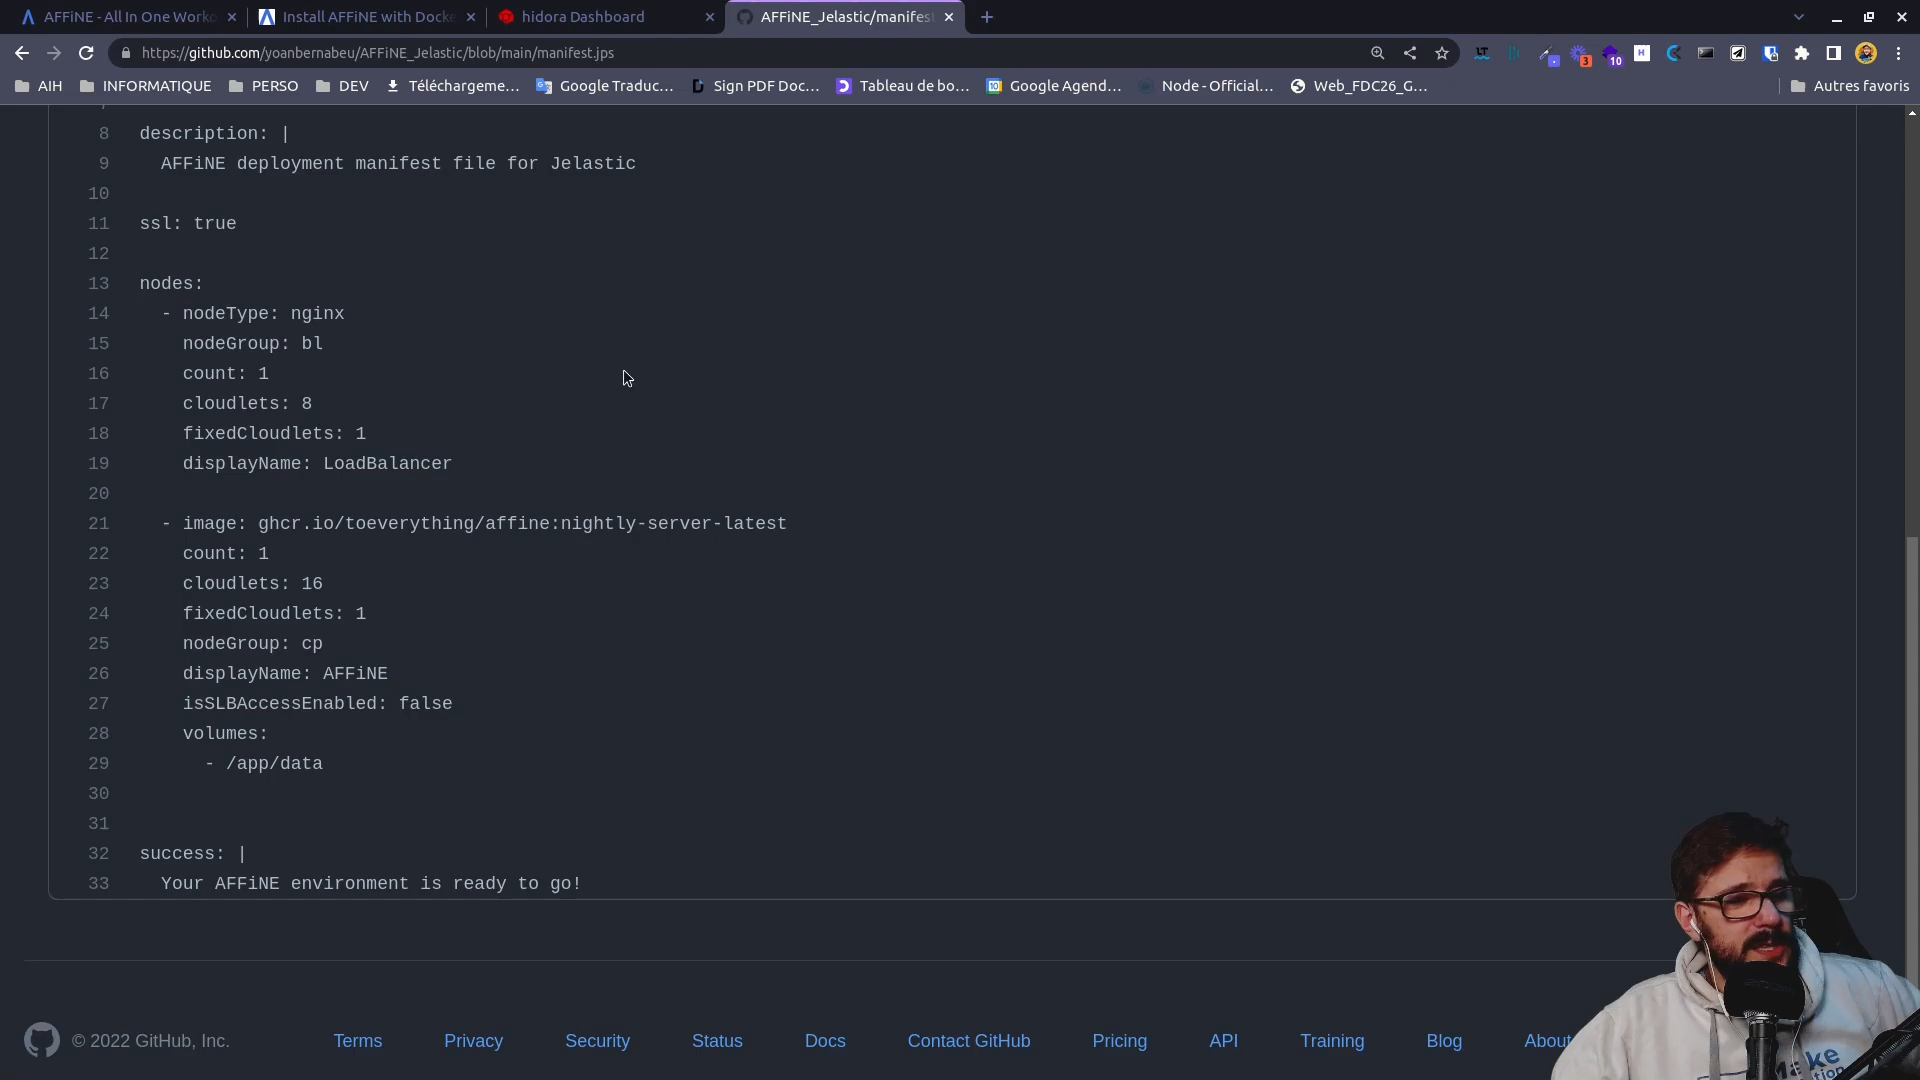 AFFiNE - All In One Worko
Install AFFiNE with Docke
hidora Dashboard
AFFiNE_Jelastic/manifest
https://github.com/yoanbernabeu/AFFiNE_Jelastic/blob/main/manifest.jps
LT
3
10
H
AIH
INFORMATIQUE
PERSO
DEV
Téléchargeme...
Google Traduc...
Sign PDF Doc...
Tableau de bo...
Google Agend...
Node - Official...
Web_FDC26_G...
Autres favoris
8 description: |
9 AFFiNE deployment manifest file for Jelastic
10
11 ssl: true
12
13 nodes:
14 - nodeType: nginx
15 nodeGroup: bl
16 count: 1
17 cloudlets: 8
18 fixedCloudlets: 1
19 displayName: LoadBalancer
20
21 - image: ghcr.io/toeverything/affine:nightly-server-latest
22 count: 1
23 cloudlets: 16
24 fixedCloudlets: 1
25 nodeGroup: cp
26 displayName: AFFiNE
27 isSLBAccessEnabled: false
28 volumes:
29 - /app/data
30
31
32 success: |
33 Your AFFiNE environment is ready to go!
© 2022 GitHub, Inc.
Terms
Privacy
Security
Status
Docs
Contact GitHub
Pricing
API
Training
Blog
About